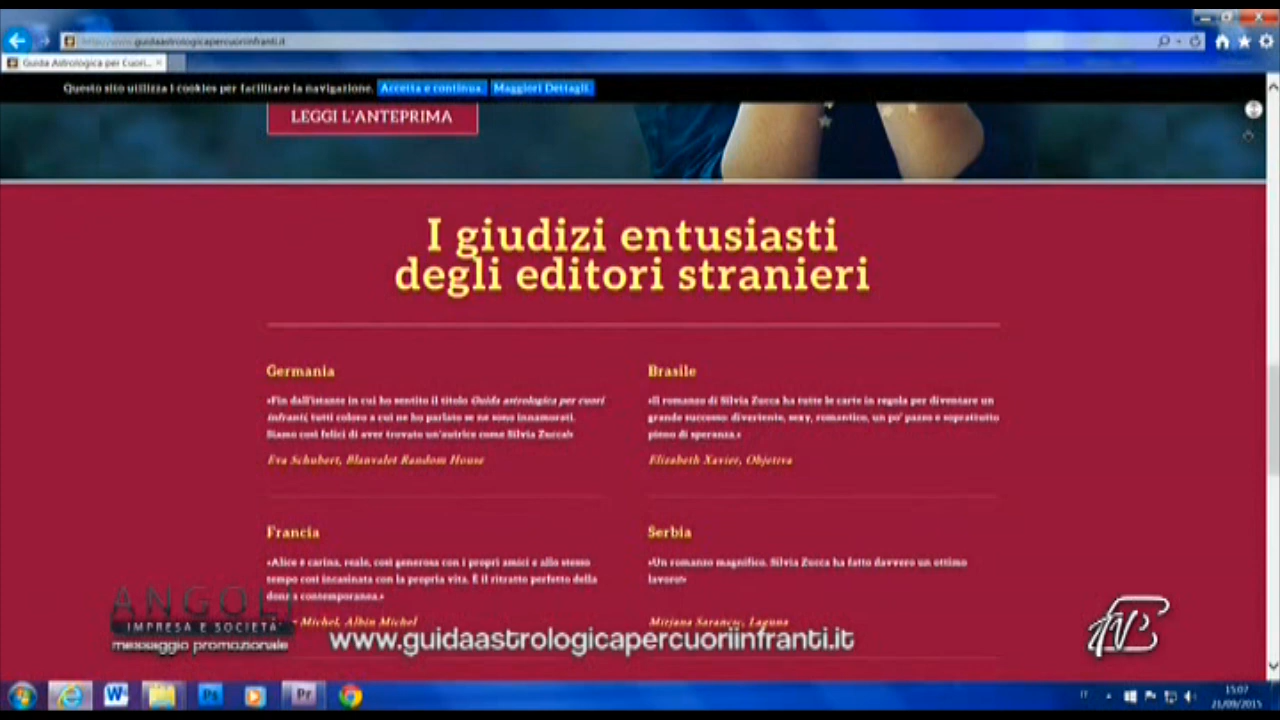 www.guidaastrologicapercuoriinfranti.it
Guida Astrologica per Cuori...
Questo sito utilizza i cookies per facilitare la navigazione. Accetta e continua. Maggiori Dettagli.
LEGGI L'ANTEPRIMA
I giudizi entusiasti
degli editori stranieri
Germania
«Fin dall'istante in cui ho sentito il titolo Guida astrologica per cuori
infranti, tutti coloro a cui ne ho parlato se ne sono innamorati.
Siamo così felici di aver trovato un'autrice come Silvia Zucca!»
Eva Schubert, Blanvalet Random House
Brasile
«Il romanzo di Silvia Zucca ha tutte le carte in regola per diventare un
grande successo: divertente, sexy, romantico, un po' pazzo e soprattutto
pieno di speranza.»
Elizabeth Xavier, Objetiva
Francia
«Alice è carina, reale, così generosa con i propri amici e allo stesso
tempo così incasinata con la propria vita. È il ritratto perfetto della
donna contemporanea.»
Michel, Albin Michel
Serbia
«Un romanzo magnifico. Silvia Zucca ha fatto davvero un ottimo
lavoro!»
Mirjana Sarancic, Laguna
ANGOLI
IMPRESA E SOCIETA'
messaggio promozionale
www.guidaastrologicapercuoriinfranti.it
W
Ps
Pr
IT
15:07
21/09/2015